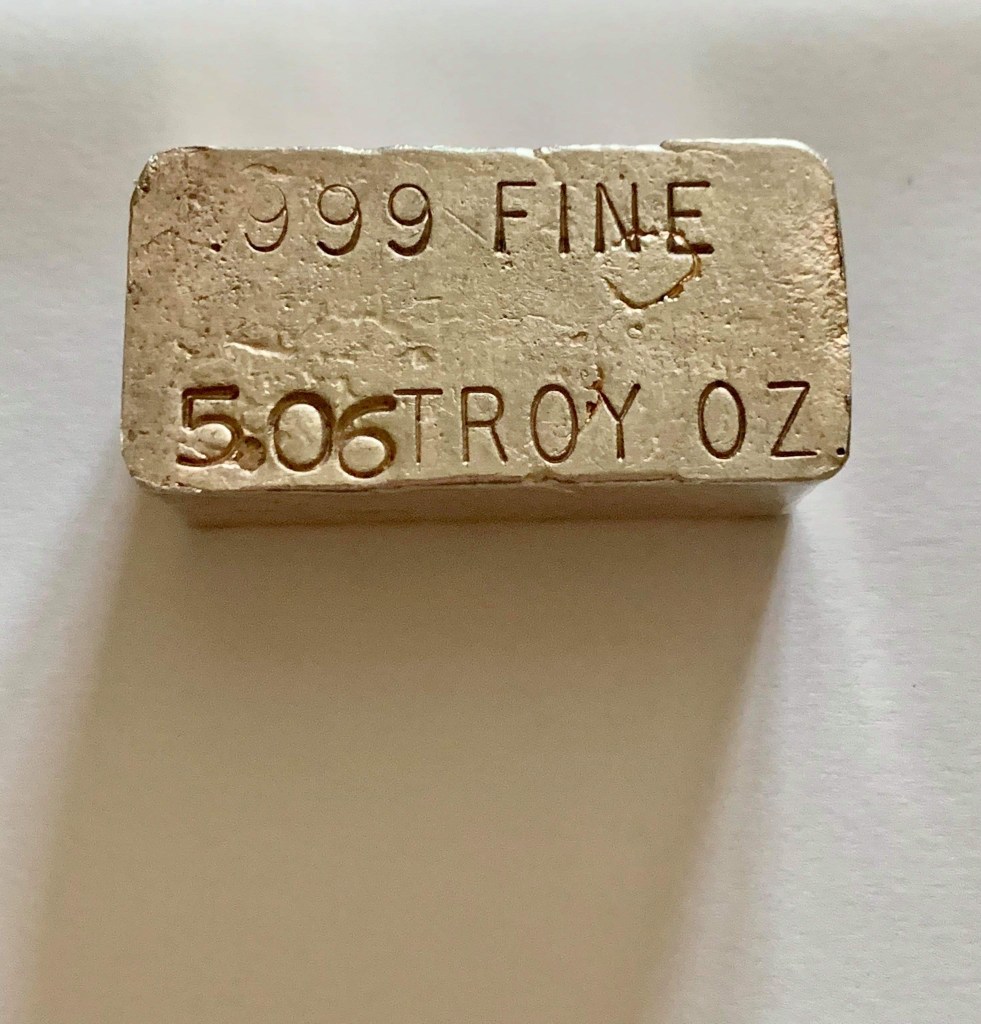 .999 FINE
5.06 TROY OZ.